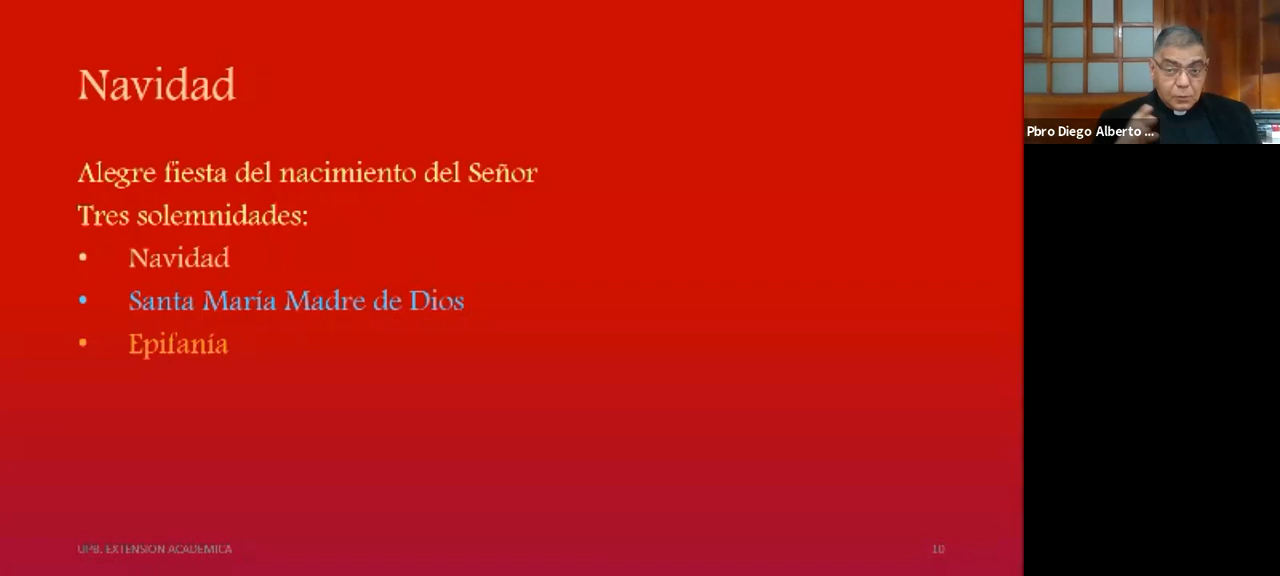 Navidad
Alegre fiesta del nacimiento del Señor
Tres solemnidades:
• Navidad
• Santa María Madre de Dios
• Epifanía
UPB. EXTENSION ACADEMICA
10
Pbro Diego Alberto ...